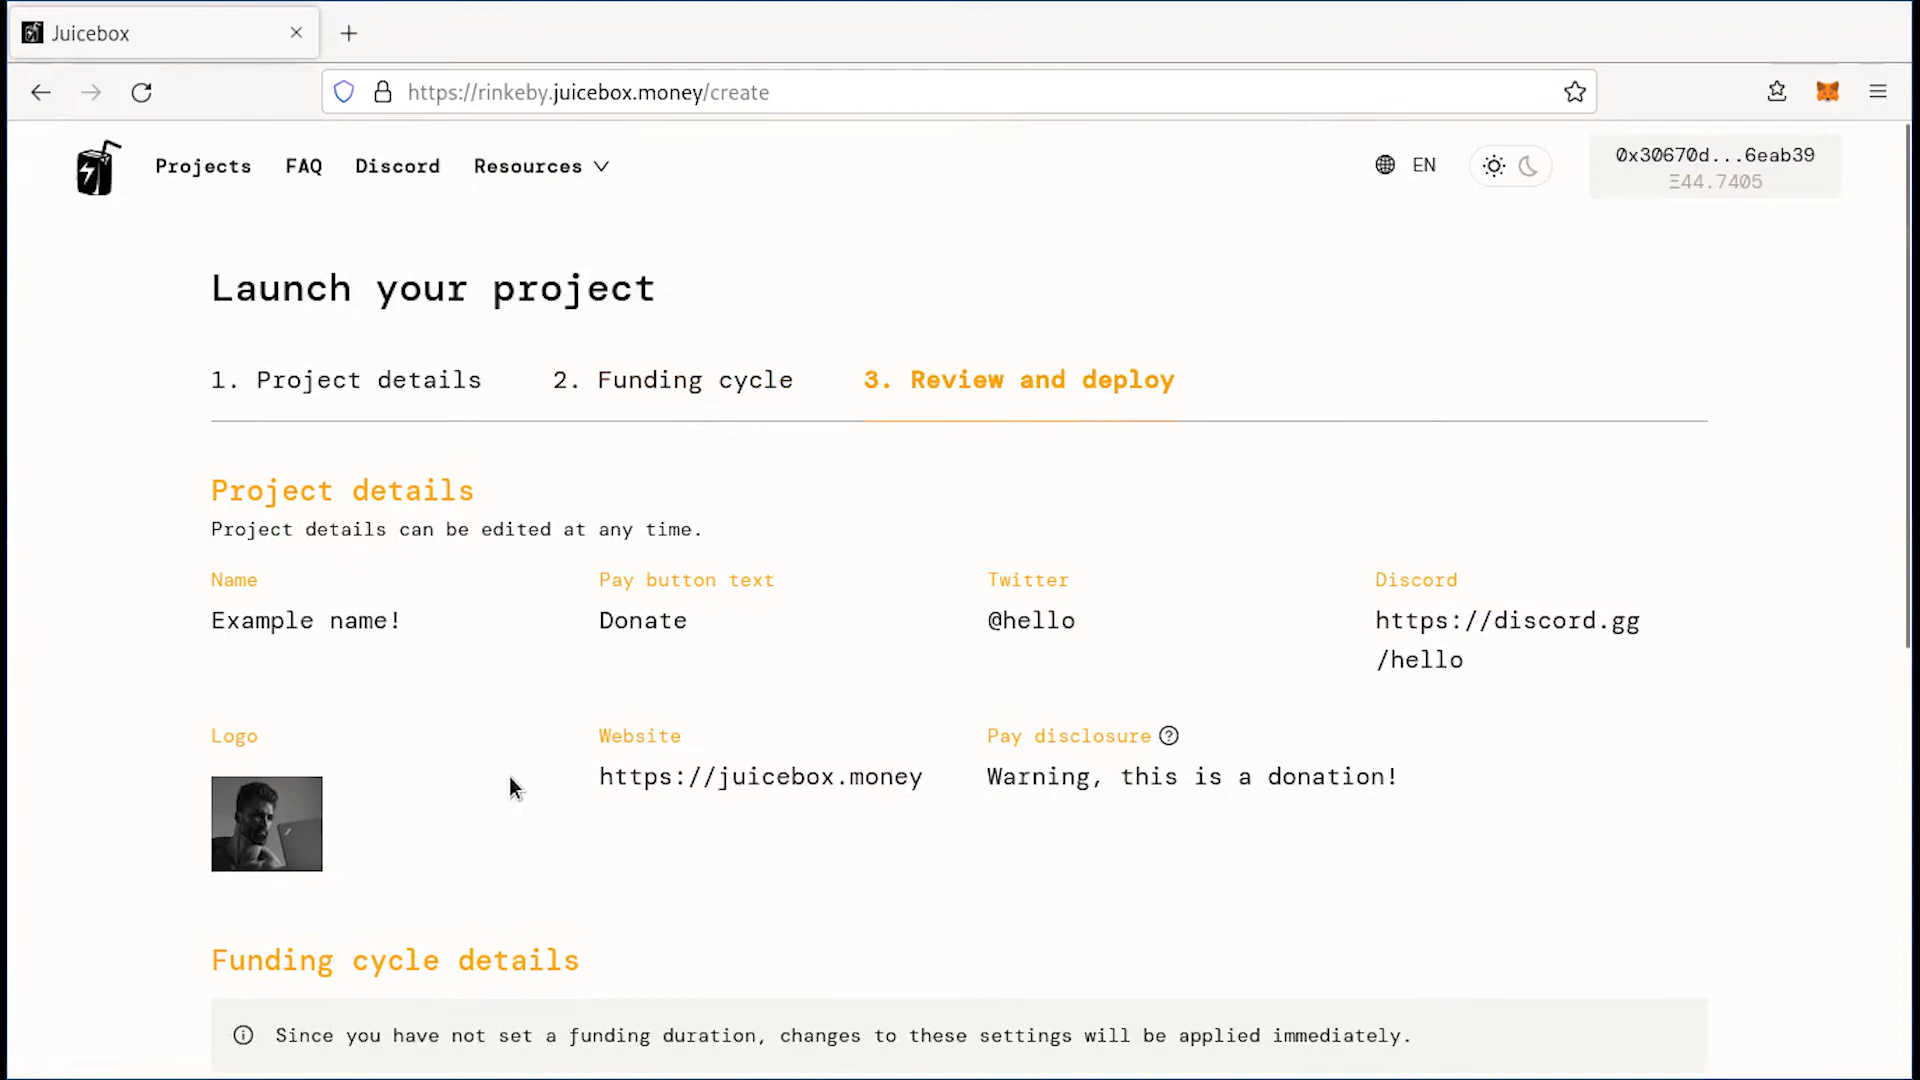 Juicebox
https://rinkeby.juicebox.money/create
Projects FAQ Discord Resources
EN
0x30670d...6eab39
Ξ44.7405
Launch your project
1. Project details 2. Funding cycle 3. Review and deploy
Project details
Project details can be edited at any time.
Name Pay button text Twitter Discord
Example name! Donate @hello https://discord.gg
/hello
Logo Website Pay disclosure
https://juicebox.money Warning, this is a donation!
Funding cycle details
Since you have not set a funding duration, changes to these settings will be applied immediately.